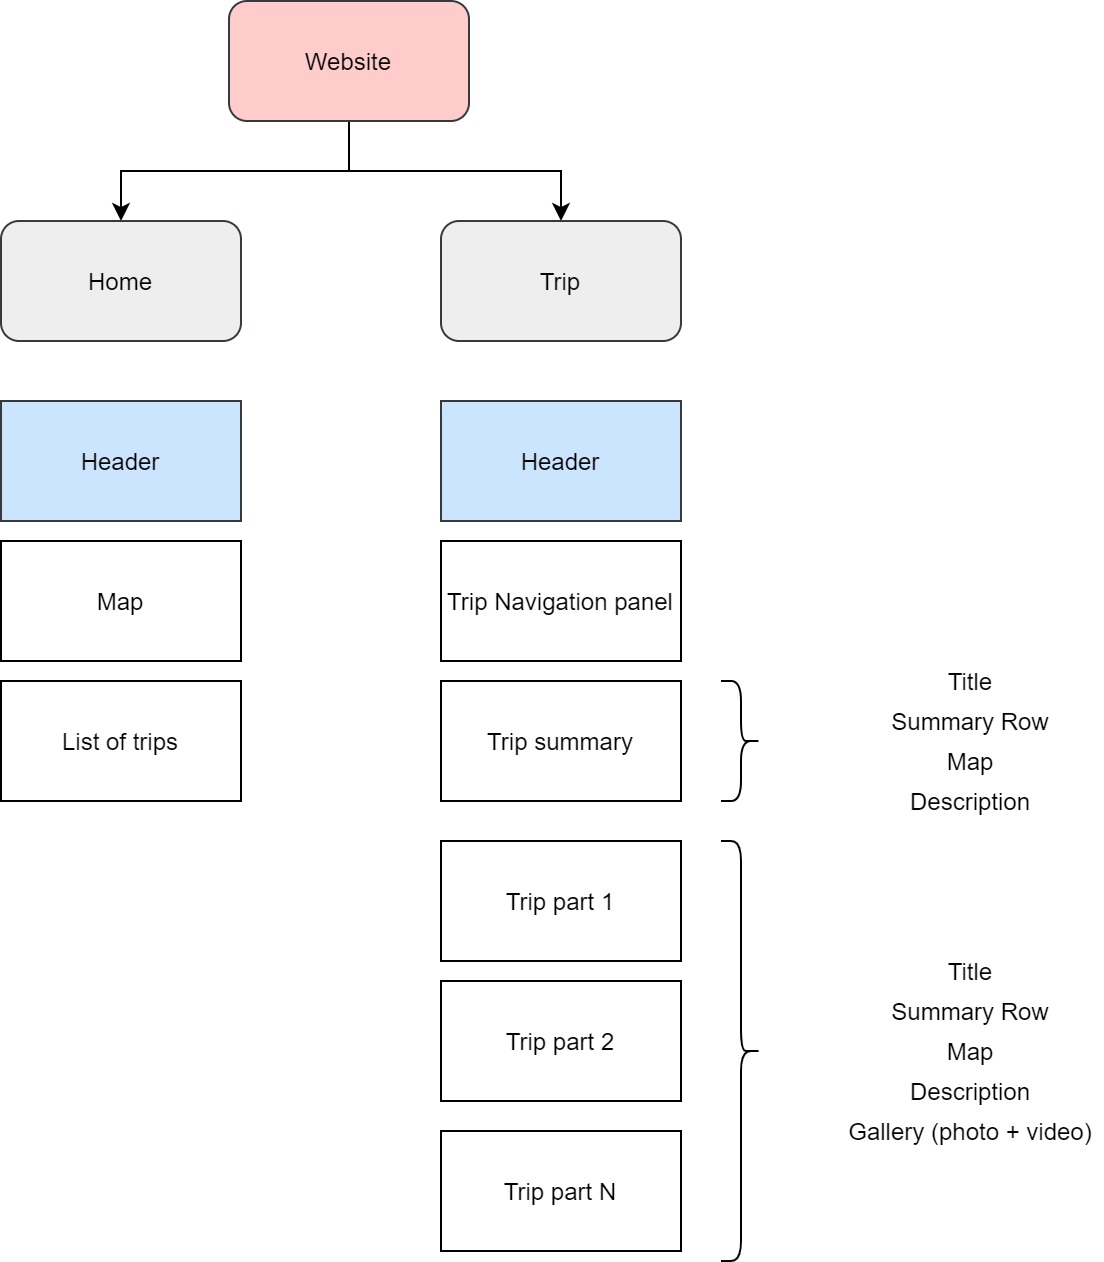 Website
Home
Trip
Header
Header
Map
Trip Navigation panel
List of trips
Trip summary
Title
Summary Row
Map
Description
Trip part 1
Trip part 2
Trip part N
Title
Summary Row
Map
Description
Gallery (photo + video)